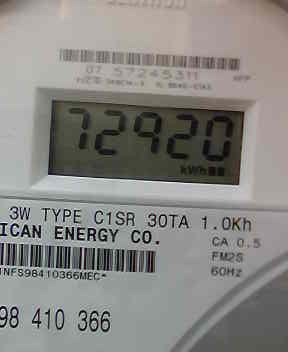 07 57245311
72920
kWh
3W TYPE C1SR 30TA 1.0Kh
ICAN ENERGY CO.
CA 0.5
FM2S
60Hz
NFS98410366MEC*
98 410 366